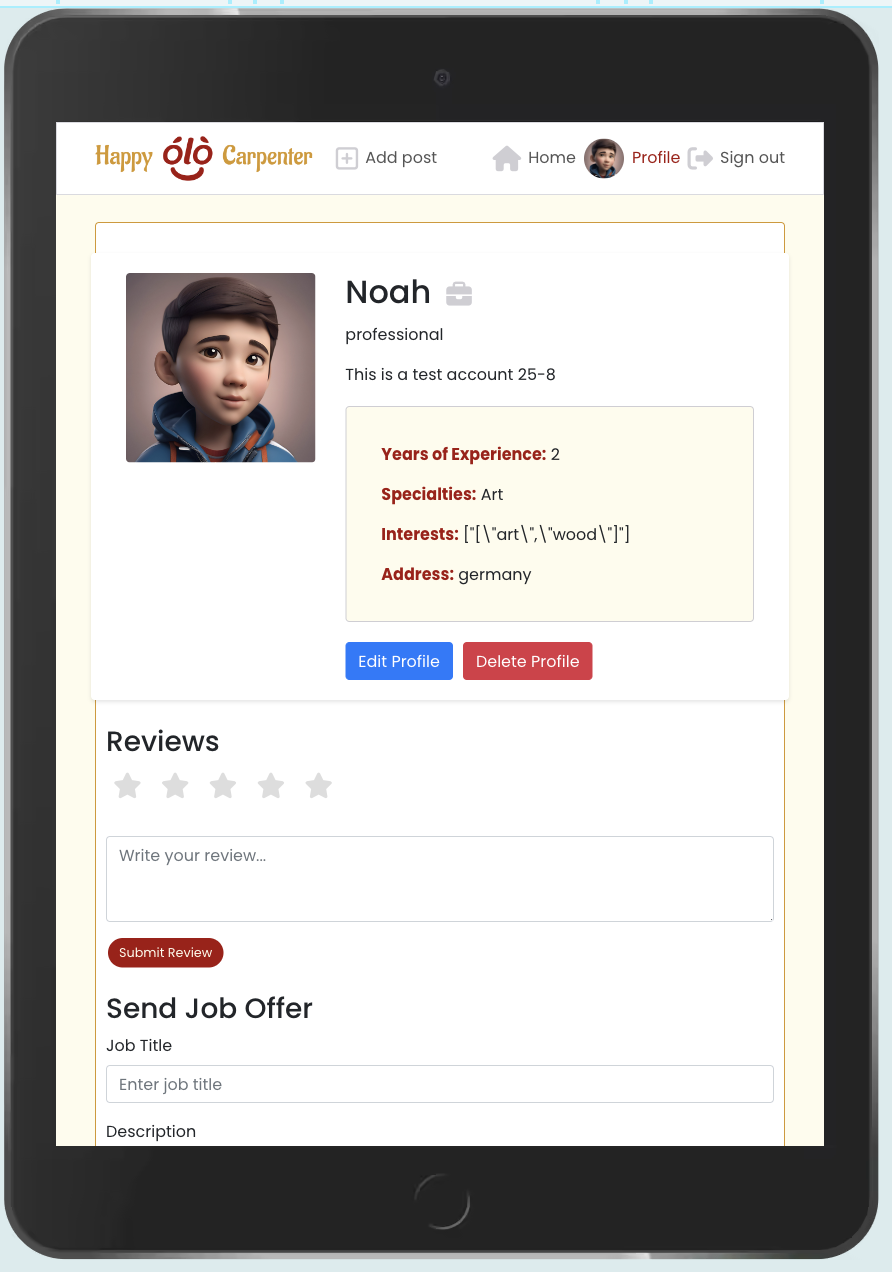 Happy ólò Carpenter Add post Home Profile Sign out
Noah
professional
This is a test account 25-8
Years of Experience: 2
Specialties: Art
Interests: ["[\"art\",\"wood\"]"]
Address: germany
Edit Profile Delete Profile
Reviews
Write your review...
Submit Review
Send Job Offer
Job Title
Enter job title
Description